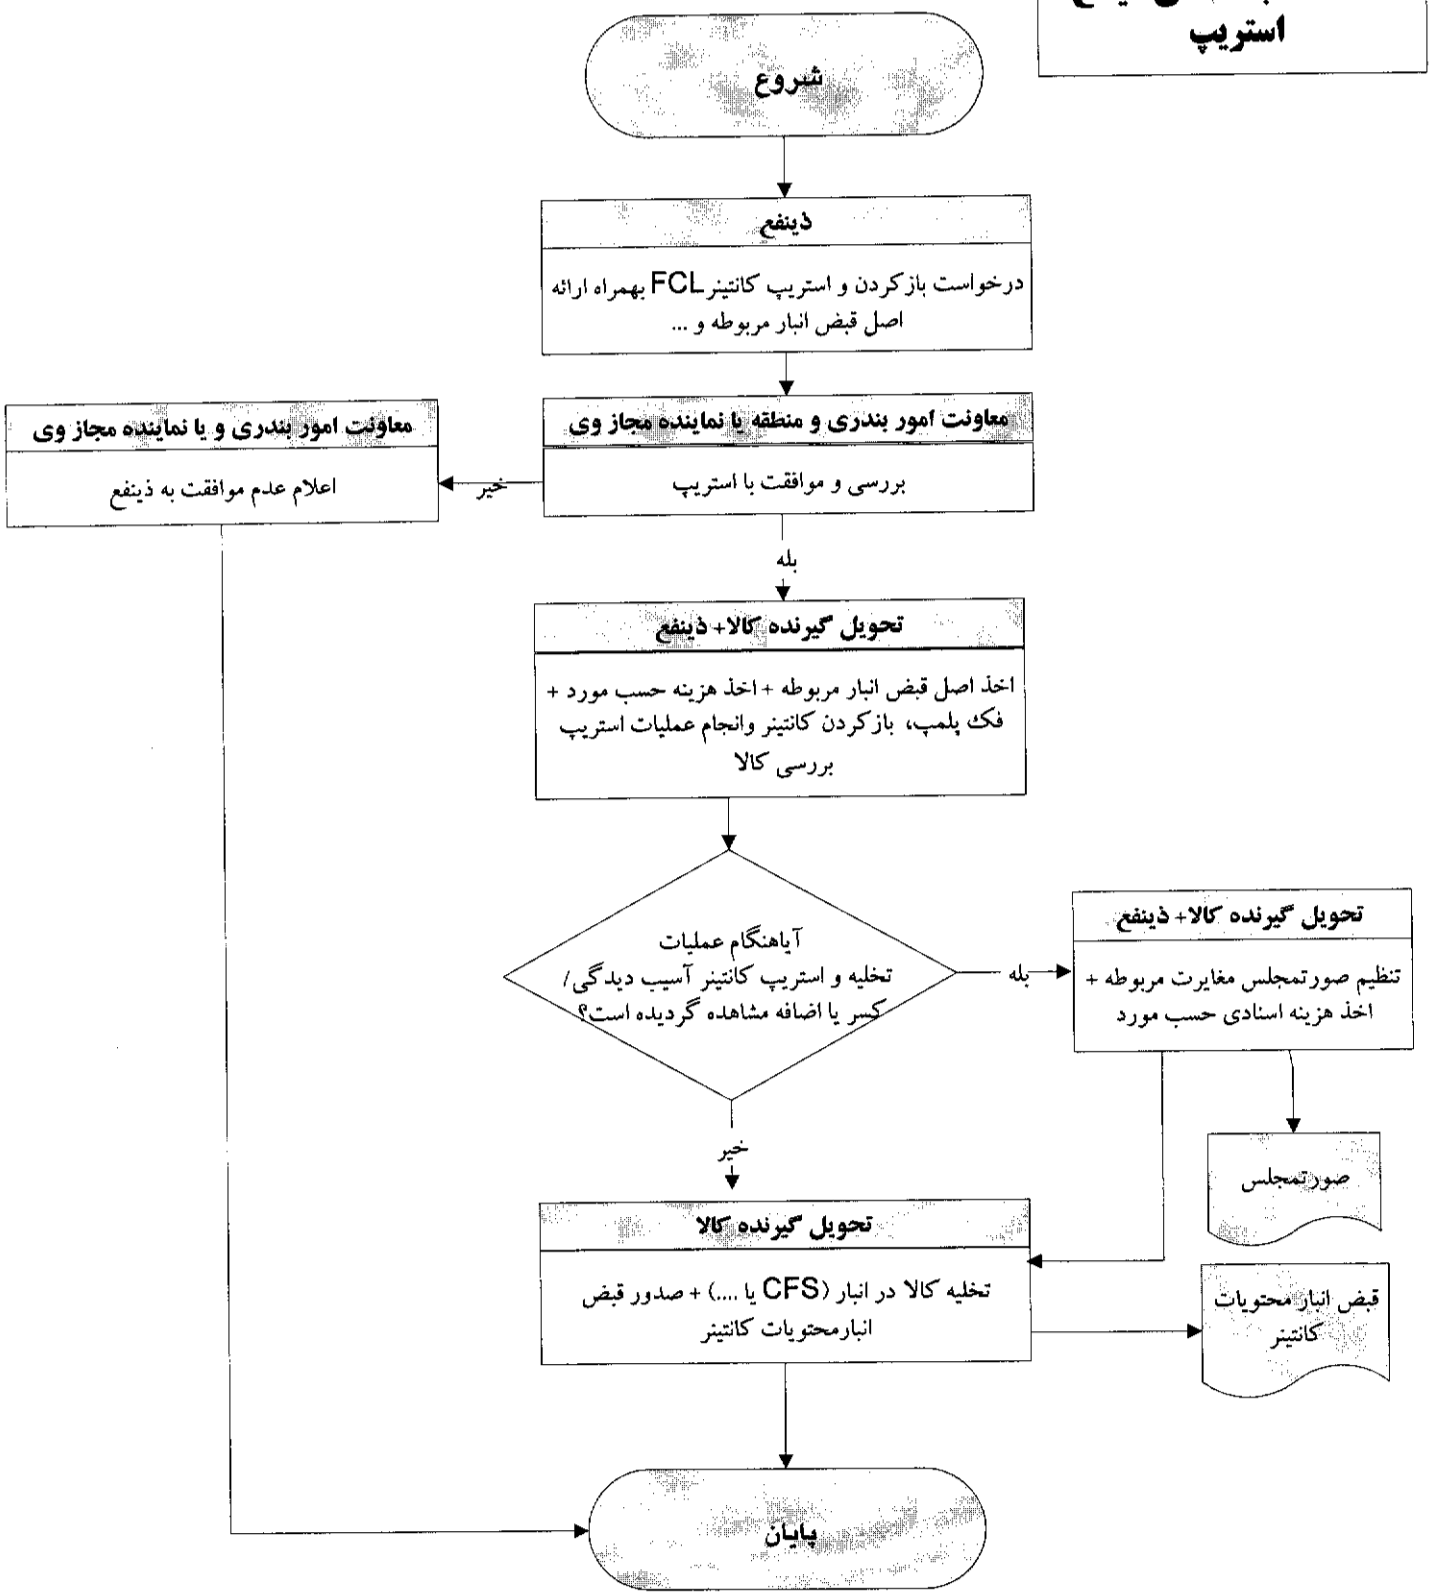 استریپ
شروع
ذینفع
درخواست بازکردن و استریپ کانتینر FCL بهمراه ارائه
اصل قبض انبار مربوطه و ...
معاونت امور بندری و منطقه یا نماینده مجاز وی
بررسی و موافقت با استریپ
خیر
معاونت امور بندری و یا نماینده مجاز وی
اعلام عدم موافقت به ذینفع
بله
تحویل گیرنده کالا+ ذینفع
اخذ اصل قبض انبار مربوطه + اخذ هزینه حسب مورد +
فک پلمپ، بازکردن کانتینر وانجام عملیات استریپ
بررسی کالا
آیاهنگام عملیات
تخلیه و استریپ کانتینر آسیب دیدگی/
کسر یا اضافه مشاهده گردیده است؟
بله
تحویل گیرنده کالا+ ذینفع
تنظیم صورتمجلس مغایرت مربوطه +
اخذ هزینه اسنادی حسب مورد
صورتمجلس
خیر
تحویل گیرنده کالا
تخلیه کالا در انبار (CFS یا ....) + صدور قبض
انبارمحتویات کانتینر
قبض انبار محتویات
کانتینر
پایان